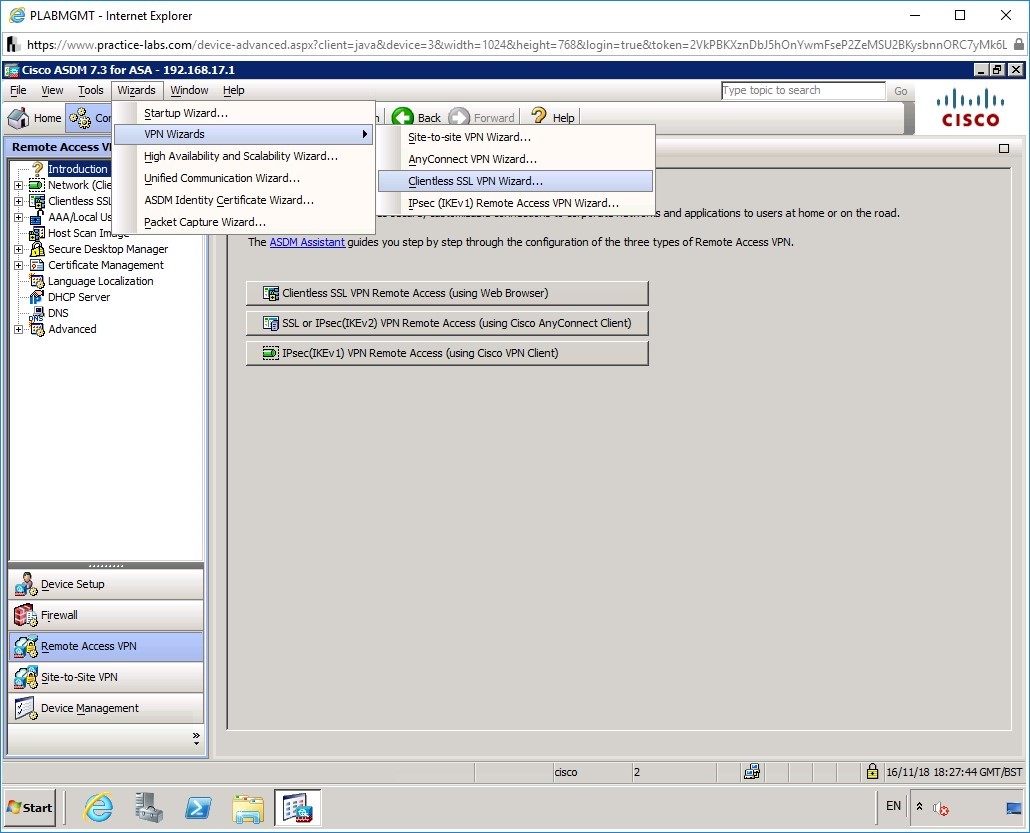 PLABMGMT - Internet Explorer
https://www.practice-labs.com/device-advanced.aspx?client=java&device=3&width=1024&height=768&login=true&token=2VkPBKXznDbJ5hOnYwmFseP2ZeMSU2BKysbnnORC7yMk6L
Cisco ASDM 7.3 for ASA - 192.168.17.1
File View Tools Wizards Window Help
Type topic to search Go
CISCO
Home Back Forward Help
Startup Wizard...
VPN Wizards
High Availability and Scalability Wizard...
Unified Communication Wizard...
ASDM Identity Certificate Wizard...
Packet Capture Wizard...
Site-to-site VPN Wizard...
AnyConnect VPN Wizard...
Clientless SSL VPN Wizard...
IPsec (IKEv1) Remote Access VPN Wizard...
Remote Access
Introduction
Network (Clie
Clientless SSL
AAA/Local Us
Host Scan Image
Secure Desktop Manager
Certificate Management
Language Localization
DHCP Server
DNS
Advanced
and applications to users at home or on the road.
The ASDM Assistant guides you step by step through the configuration of the three types of Remote Access VPN.
Clientless SSL VPN Remote Access (using Web Browser)
SSL or IPsec(IKEv2) VPN Remote Access (using Cisco AnyConnect Client)
IPsec(IKEv1) VPN Remote Access (using Cisco VPN Client)
Device Setup
Firewall
Remote Access VPN
Site-to-Site VPN
Device Management
cisco 2 16/11/18 18:27:44 GMT/BST
Start EN